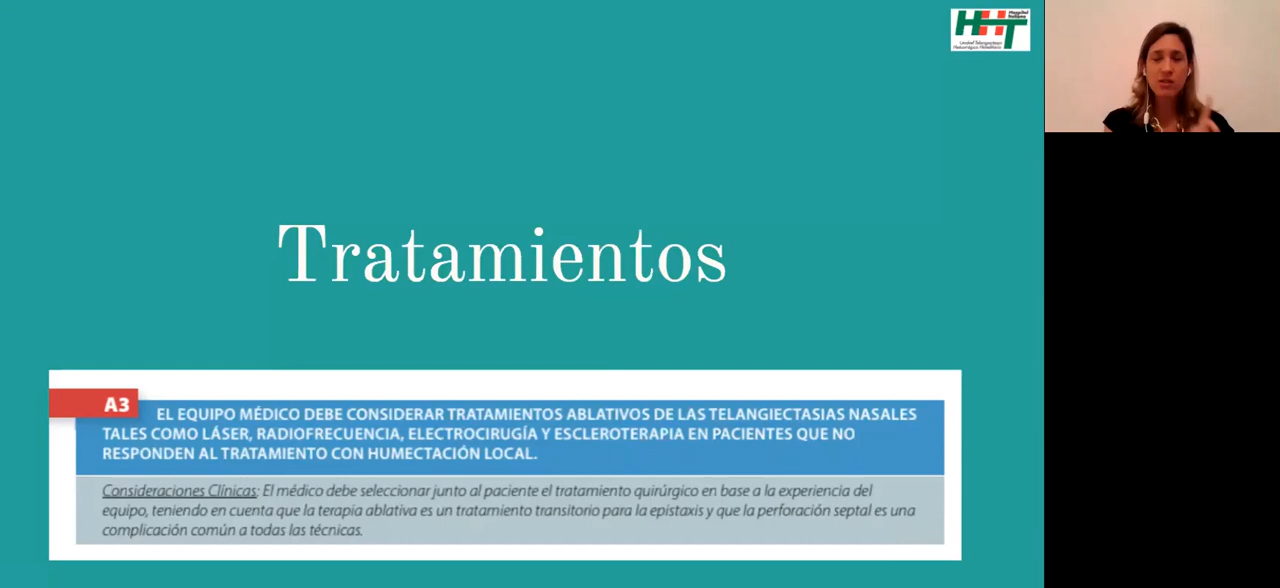 HHT
Tratamientos
A3
EL EQUIPO MÉDICO DEBE CONSIDERAR TRATAMIENTOS ABLATIVOS DE LAS TELANGIECTASIAS NASALES
TALES COMO LÁSER, RADIOFRECUENCIA, ELECTROCIRUGÍA Y ESCLEROTERAPIA EN PACIENTES QUE NO
RESPONDEN AL TRATAMIENTO CON HUMECTACIÓN LOCAL.
Consideraciones Clínicas: El médico debe seleccionar junto al paciente el tratamiento quirúrgico en base a la experiencia del
equipo, teniendo en cuenta que la terapia ablativa es un tratamiento transitorio para la epistaxis y que la perforación septal es una
complicación común a todas las técnicas.